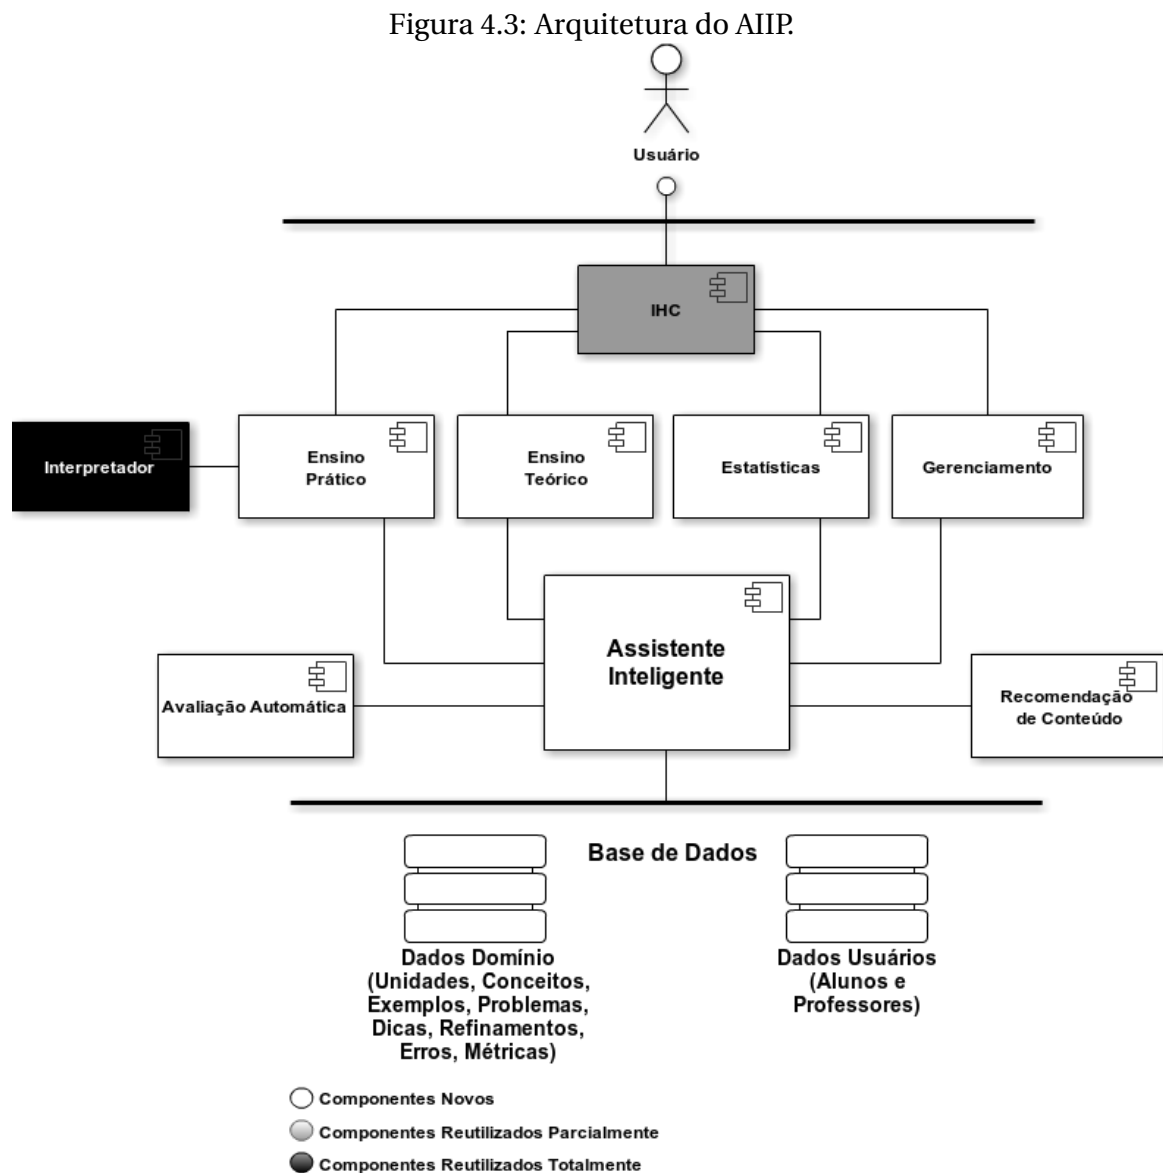 Figura 4.3: Arquitetura do AIIP.
Usuário
IHC
Interpretador
Ensino
Prático
Ensino
Teórico
Estatísticas
Gerenciamento
Assistente
Inteligente
Avaliação Automática
Recomendação
de Conteúdo
Base de Dados
Dados Domínio
(Unidades, Conceitos,
Exemplos, Problemas,
Dicas, Refinamentos,
Erros, Métricas)
Dados Usuários
(Alunos e
Professores)
Componentes Novos
Componentes Reutilizados Parcialmente
Componentes Reutilizados Totalmente